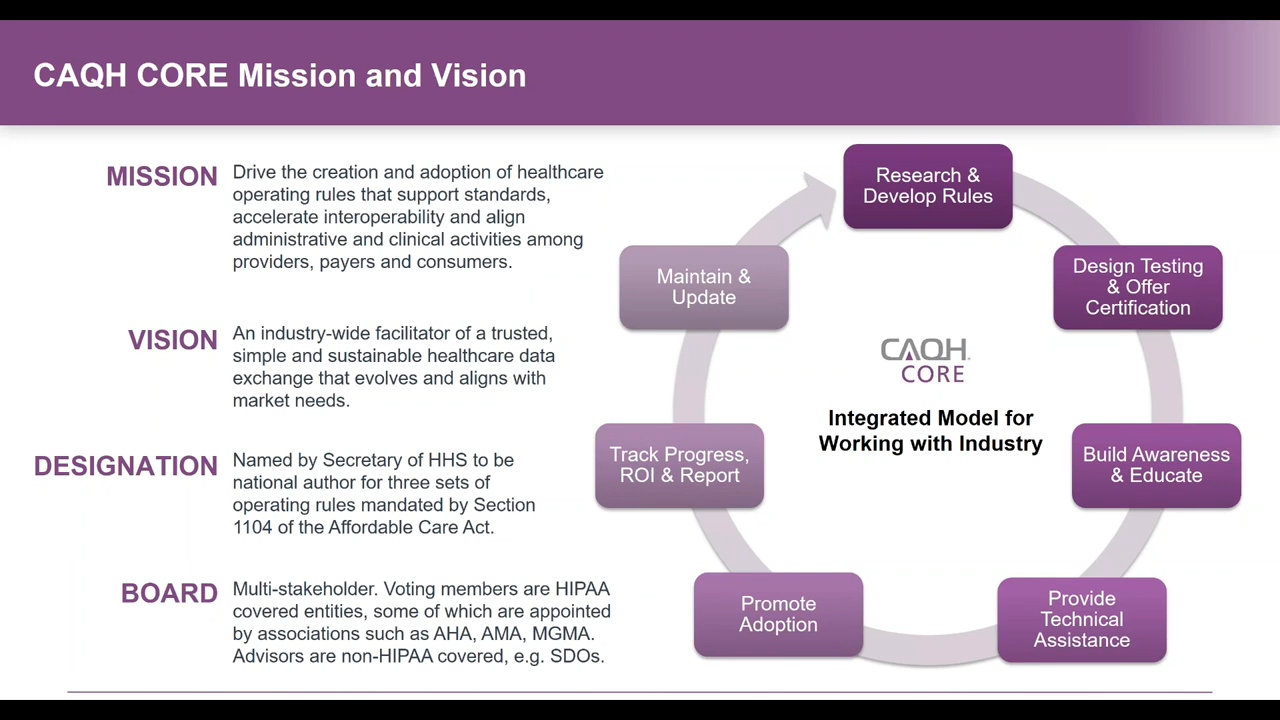 CAQH CORE Mission and Vision
MISSION
Drive the creation and adoption of healthcare
operating rules that support standards,
accelerate interoperability and align
administrative and clinical activities among
providers, payers and consumers.
VISION
An industry-wide facilitator of a trusted,
simple and sustainable healthcare data
exchange that evolves and aligns with
market needs.
DESIGNATION
Named by Secretary of HHS to be
national author for three sets of
operating rules mandated by Section
1104 of the Affordable Care Act.
BOARD
Multi-stakeholder. Voting members are HIPAA
covered entities, some of which are appointed
by associations such as AHA, AMA, MGMA.
Advisors are non-HIPAA covered, e.g. SDOs.
Research &
Develop Rules
Design Testing
& Offer
Certification
Build Awareness
& Educate
Provide
Technical
Assistance
Promote
Adoption
Track Progress,
ROI & Report
Maintain &
Update
CAQH
CORE
Integrated Model for
Working with Industry